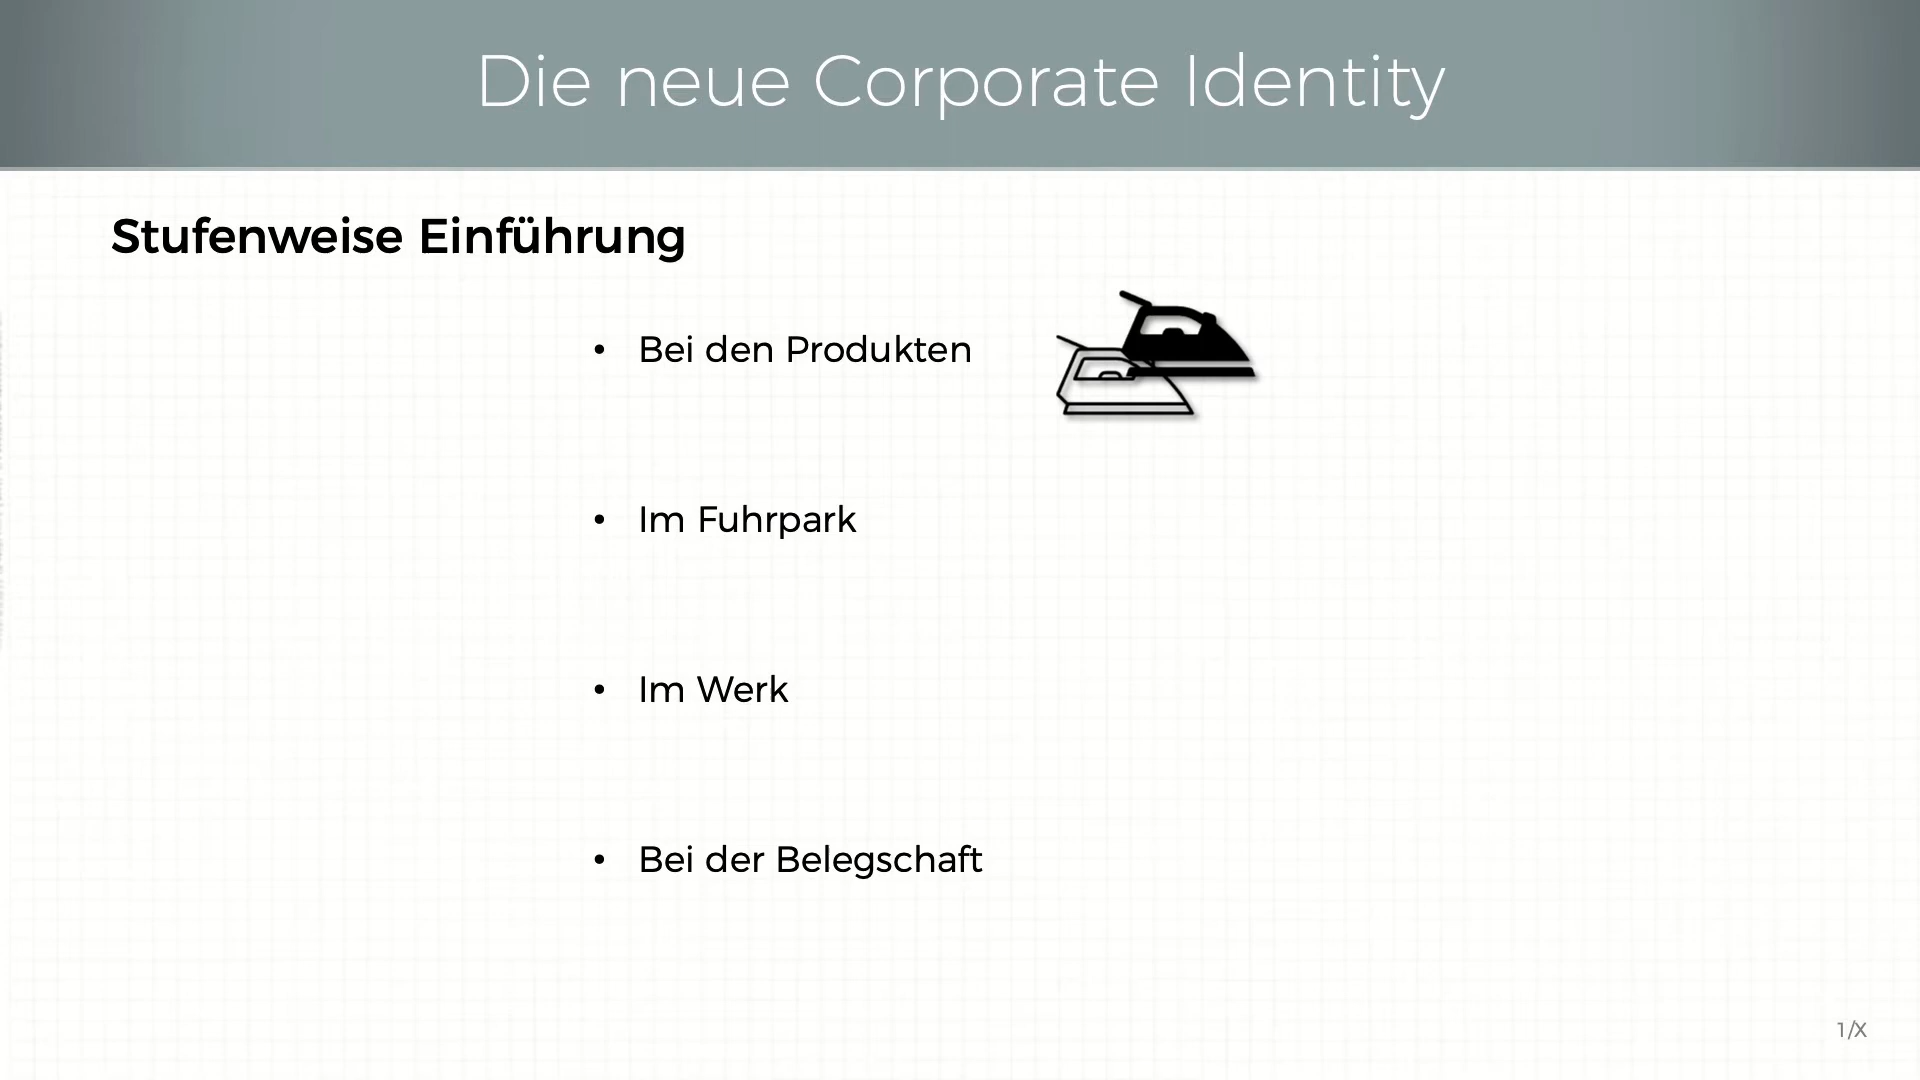 Die neue Corporate Identity
Stufenweise Einführung
• Bei den Produkten
• Im Fuhrpark
• Im Werk
• Bei der Belegschaft
1/X